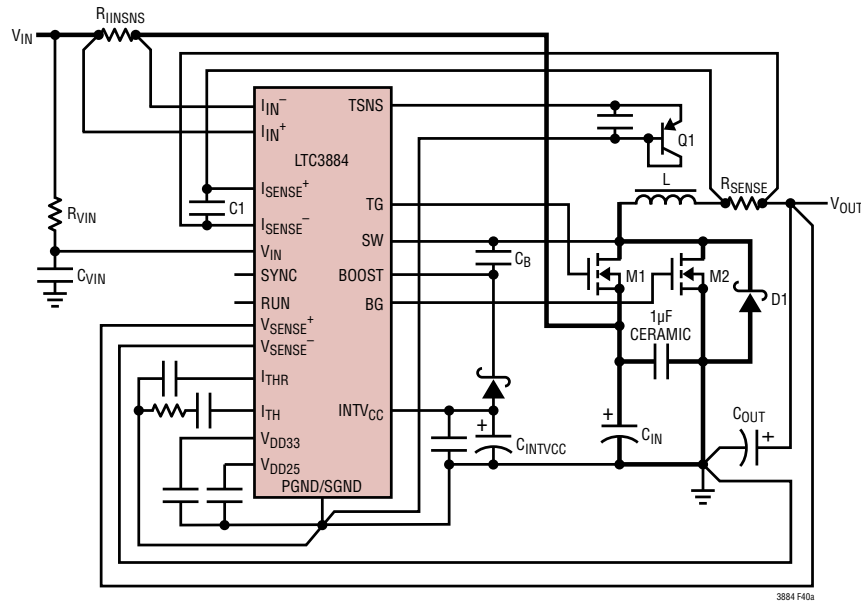 RIINSNS
VIN
IIN–
IIN+
TSNS
LTC3884
Q1
ISENSE+
C1
ISENSE–
TG
L
RSENSE
VOUT
RVIN
VIN
SW
CVIN
SYNC
BOOST
CB
M1
M2
D1
RUN
BG
VSENSE+
VSENSE–
1µF
CERAMIC
ITHR
ITH
INTVCC
+
CINTVCC
+
CIN
COUT
+
VDD33
VDD25
PGND/SGND
3884 F40a